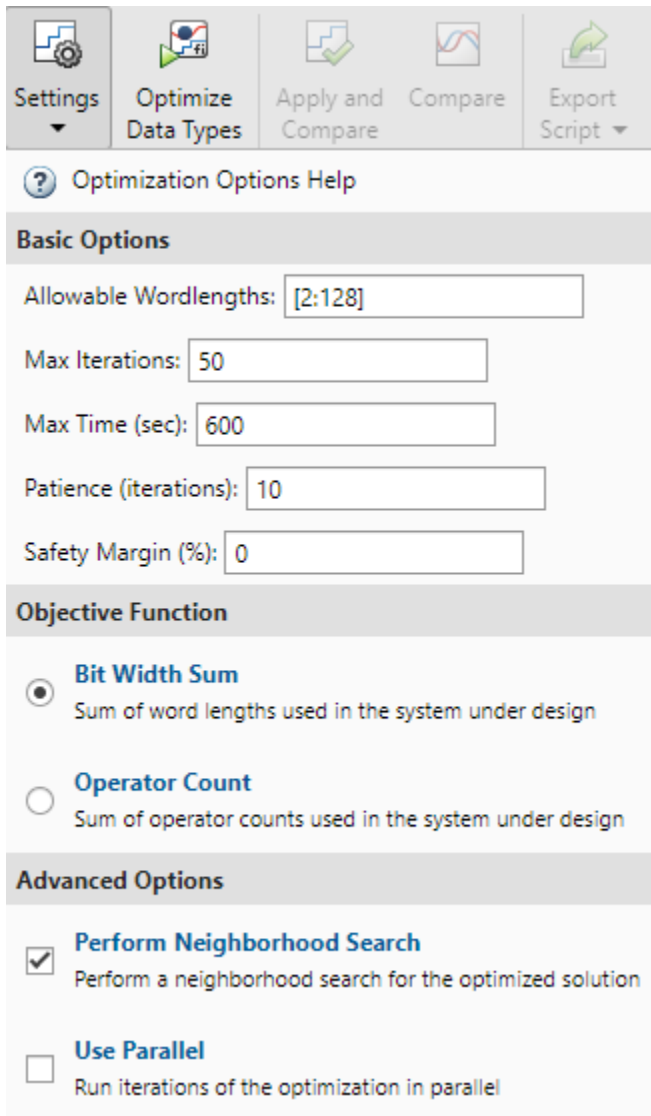 fi
Settings
Optimize
Data Types
Apply and
Compare
Compare
Export
Script
? Optimization Options Help
Basic Options
Allowable Wordlengths: [2:128]
Max Iterations: 50
Max Time (sec): 600
Patience (iterations): 10
Safety Margin (%): 0
Objective Function
Bit Width Sum
Sum of word lengths used in the system under design
Operator Count
Sum of operator counts used in the system under design
Advanced Options
Perform Neighborhood Search
Perform a neighborhood search for the optimized solution
Use Parallel
Run iterations of the optimization in parallel